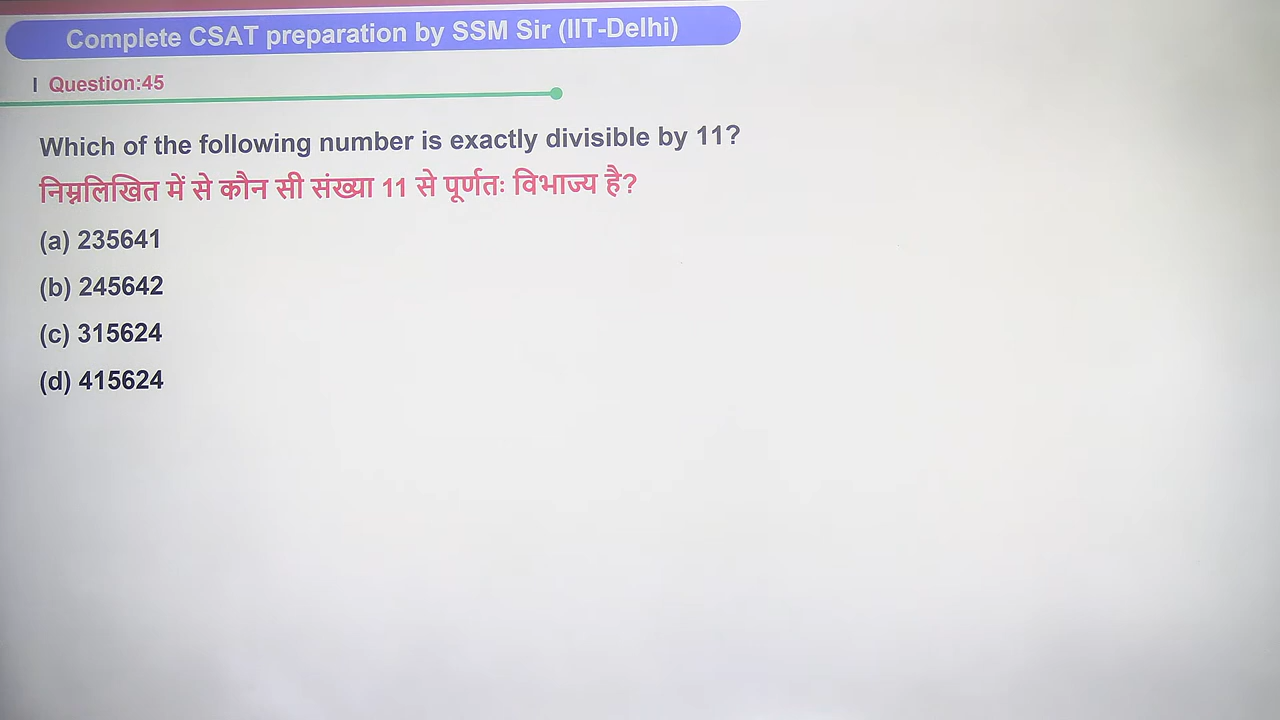 Complete CSAT preparation by SSM Sir (IIT-Delhi)
| Question:45
Which of the following number is exactly divisible by 11?
निम्नलिखित में से कौन सी संख्या 11 से पूर्णतः विभाज्य है?
(a) 235641
(b) 245642
(c) 315624
(d) 415624